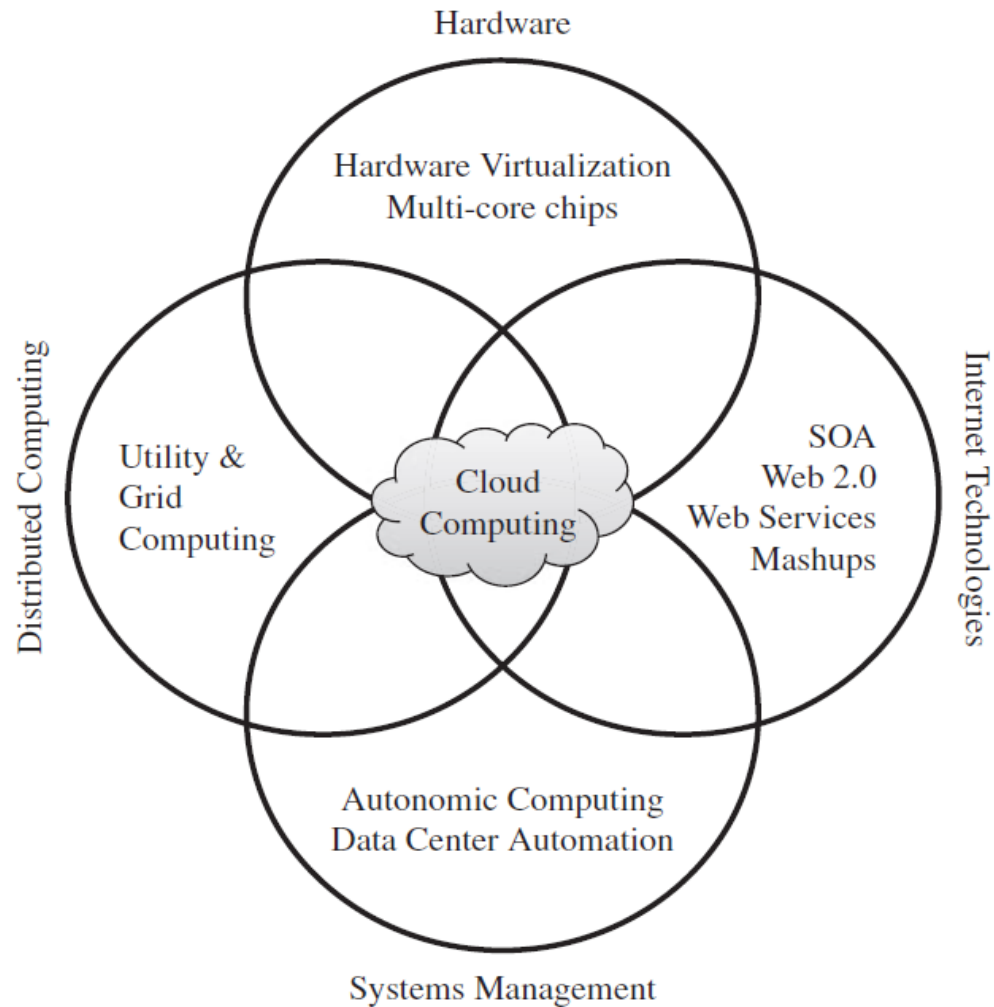 Hardware
Hardware Virtualization
Multi-core chips
Distributed Computing
Utility &
Grid
Computing
Cloud
Computing
SOA
Web 2.0
Web Services
Mashups
Internet Technologies
Autonomic Computing
Data Center Automation
Systems Management